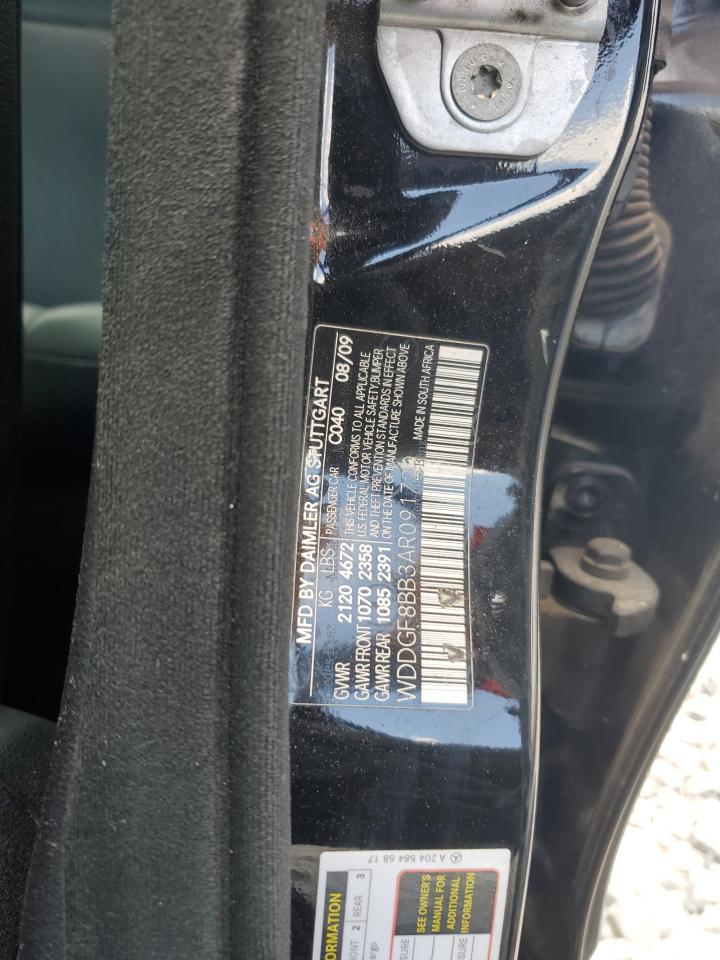 MFD BY DAIMLER AG STUTTGART
KG LBS PASSENGER CAR C040 08/09
GVWR 2120 4672 THIS VEHICLE CONFORMS TO ALL APPLICABLE
GAWR FRONT 1070 2358 U.S. FEDERAL MOTOR VEHICLE SAFETY, BUMPER
GAWR REAR 1085 2391 AND THEFT PREVENTION STANDARDS IN EFFECT
ON THE DATE OF MANUFACTURE SHOWN ABOVE
WDDGF8BB3AR0917
MADE IN SOUTH AFRICA
A 204 584 68 17
FORMATION
2 REAR 3
SEE OWNER'S
MANUAL FOR
ADDITIONAL
INFORMATION